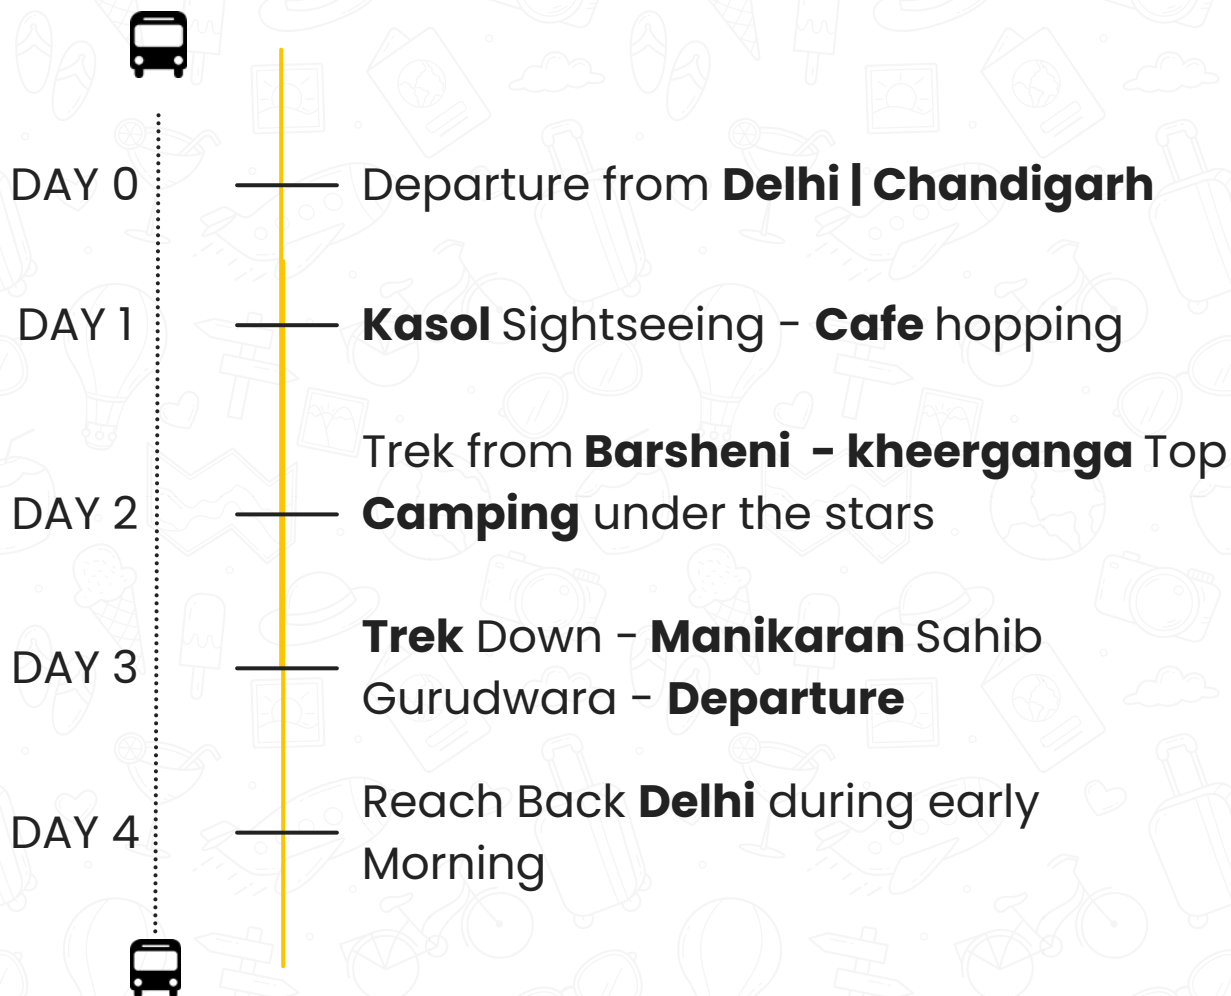 DAY 0
Departure from Delhi | Chandigarh
DAY 1
Kasol Sightseeing - Cafe hopping
Trek from Barsheni - kheerganga Top
DAY 2
Camping under the stars
Trek Down - Manikaran Sahib
DAY 3
Gurudwara - Departure
Reach Back Delhi during early
DAY 4
Morning